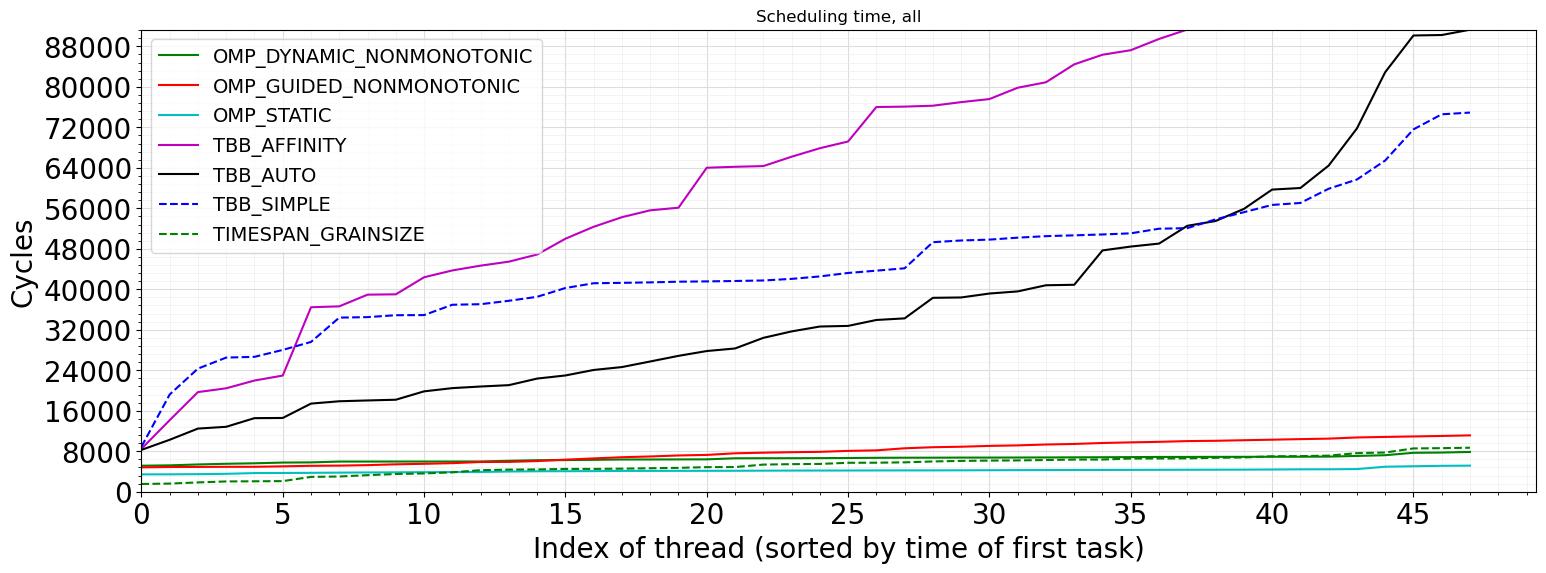 Scheduling time, all
88000
80000
72000
64000
56000
48000
40000
32000
24000
16000
8000
0
Cycles
OMP_DYNAMIC_NONMONOTONIC
OMP_GUIDED_NONMONOTONIC
OMP_STATIC
TBB_AFFINITY
TBB_AUTO
TBB_SIMPLE
TIMESPAN_GRAINSIZE
0 5 10 15 20 25 30 35 40 45
Index of thread (sorted by time of first task)